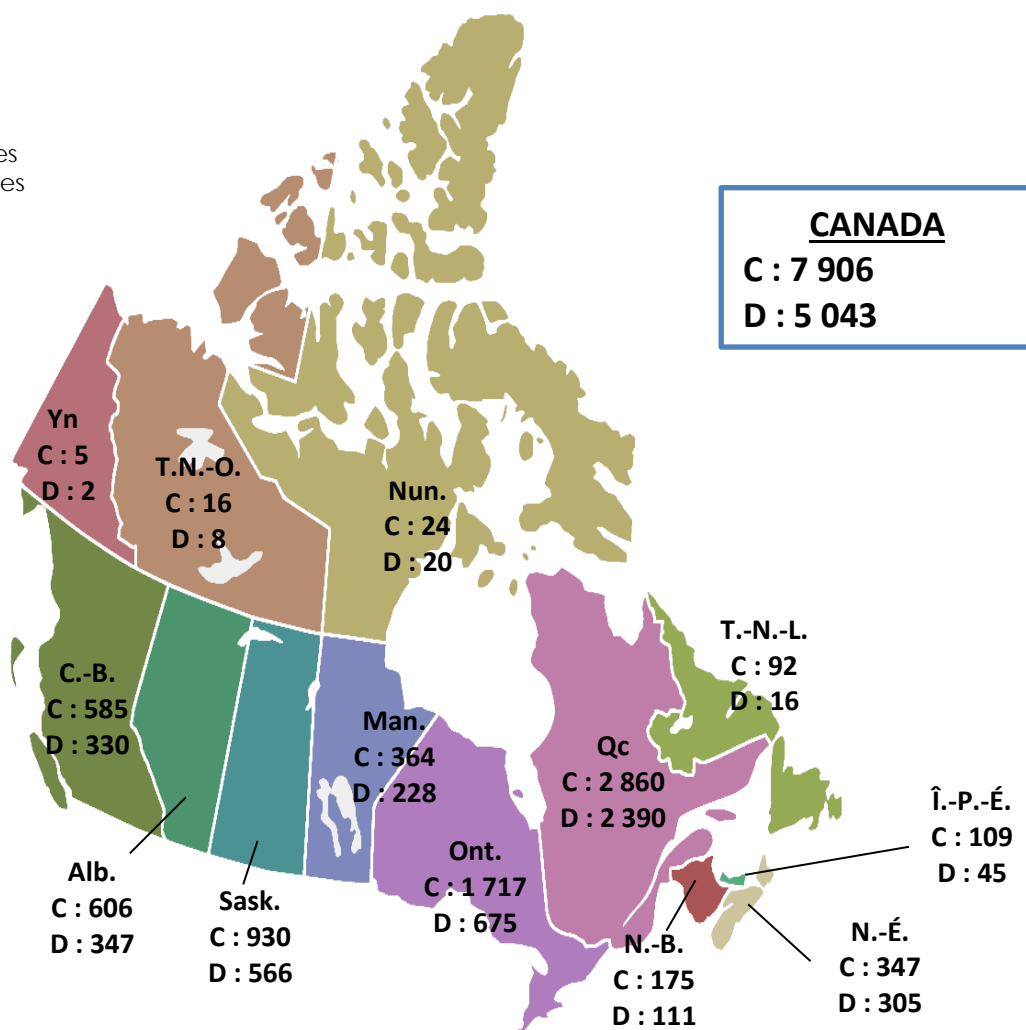 es
es
CANADA
C : 7 906
D : 5 043
Yn
C : 5
D : 2
T.N.-O.
C : 16
D : 8
Nun.
C : 24
D : 20
C.-B.
C : 585
D : 330
Alb.
C : 606
D : 347
Sask.
C : 930
D : 566
Man.
C : 364
D : 228
Ont.
C : 1 717
D : 675
Qc
C : 2 860
D : 2 390
T.-N.-L.
C : 92
D : 16
Î.-P.-É.
C : 109
D : 45
N.-É.
C : 347
D : 305
N.-B.
C : 175
D : 111